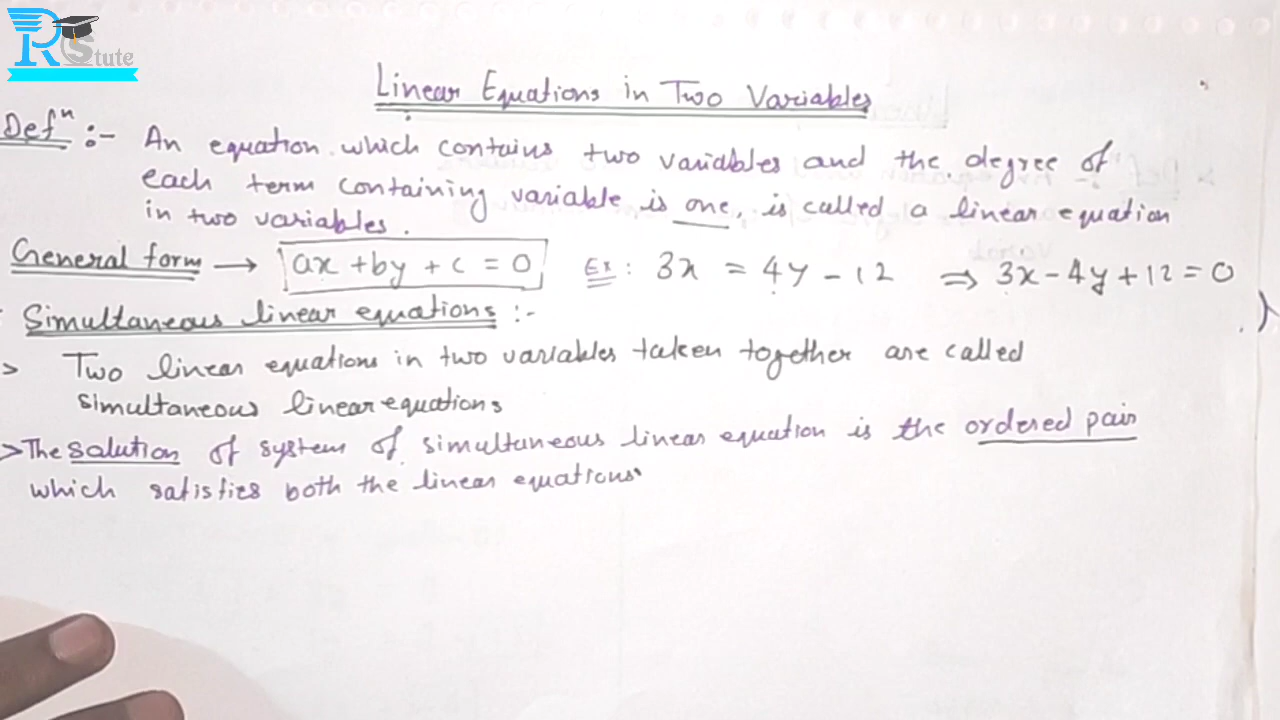 RStute
Linear Equations in Two Variables
Defⁿ :- An equation which contains two variables and the degree of
each term containing variable is one, is called a linear equation
in two variables.
General form → ax + by + c = 0 Ex: 3x = 4y - 12 ⇒ 3x - 4y + 12 = 0
Simultaneous linear equations :-
> Two linear equations in two variables taken together are called
simultaneous linear equations
> The solution of system of simultaneous linear equation is the ordered pair
which satisfies both the linear equations.